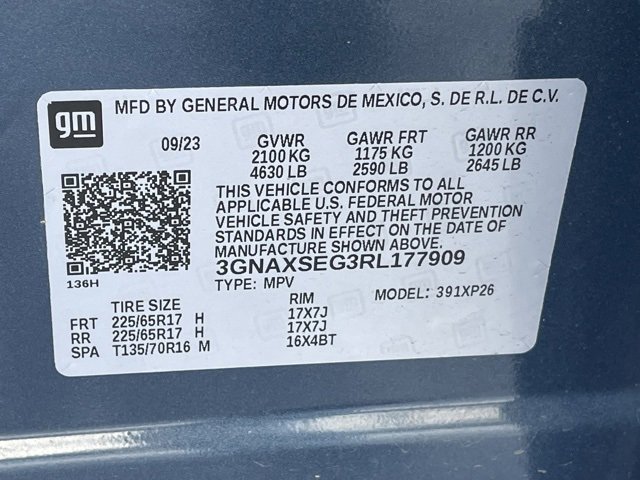 gm
MFD BY GENERAL MOTORS DE MEXICO, S. DE R.L. DE C.V.
09/23 GVWR GAWR FRT GAWR RR
2100 KG 1175 KG 1200 KG
4630 LB 2590 LB 2645 LB
THIS VEHICLE CONFORMS TO ALL
APPLICABLE U.S. FEDERAL MOTOR
VEHICLE SAFETY AND THEFT PREVENTION
STANDARDS IN EFFECT ON THE DATE OF
MANUFACTURE SHOWN ABOVE.
3GNAXSEG3RL177909
136H
TYPE: MPV MODEL: 391XP26
TIRE SIZE RIM
FRT 225/65R17 H 17X7J
RR 225/65R17 H 17X7J
SPA T135/70R16 M 16X4BT